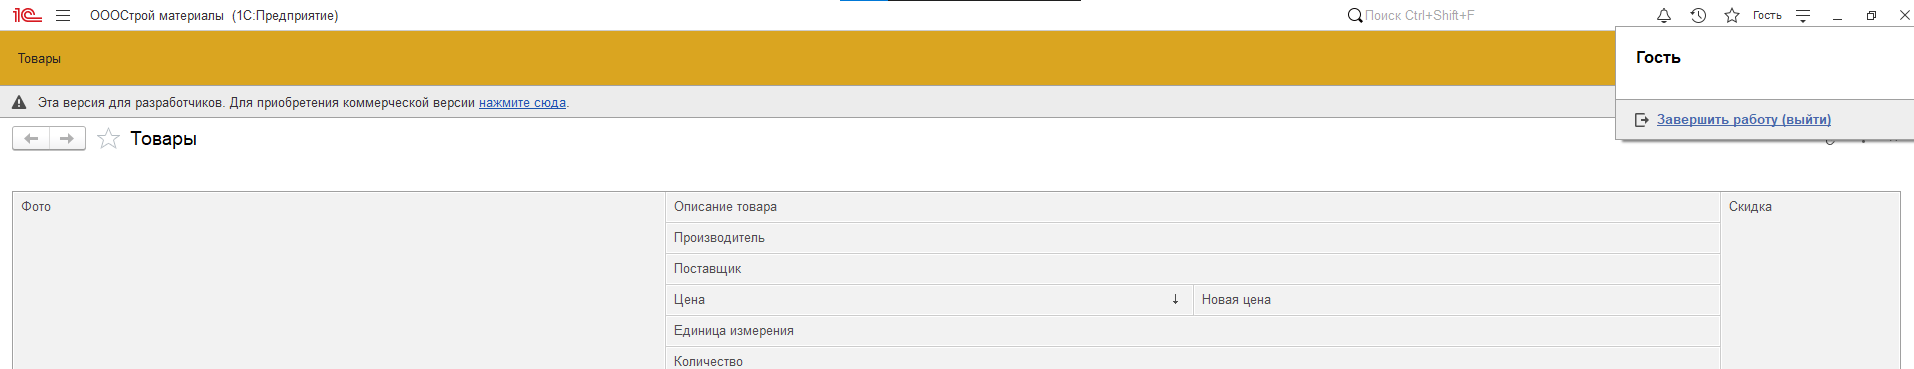 1С ОООСтрой материалы (1С:Предприятие) Поиск Ctrl+Shift+F Гость
Товары
Гость
Эта версия для разработчиков. Для приобретения коммерческой версии нажмите сюда.
Завершить работу (выйти)
Товары
Фото
Описание товара
Скидка
Производитель
Поставщик
Цена
Новая цена
Единица измерения
Количество